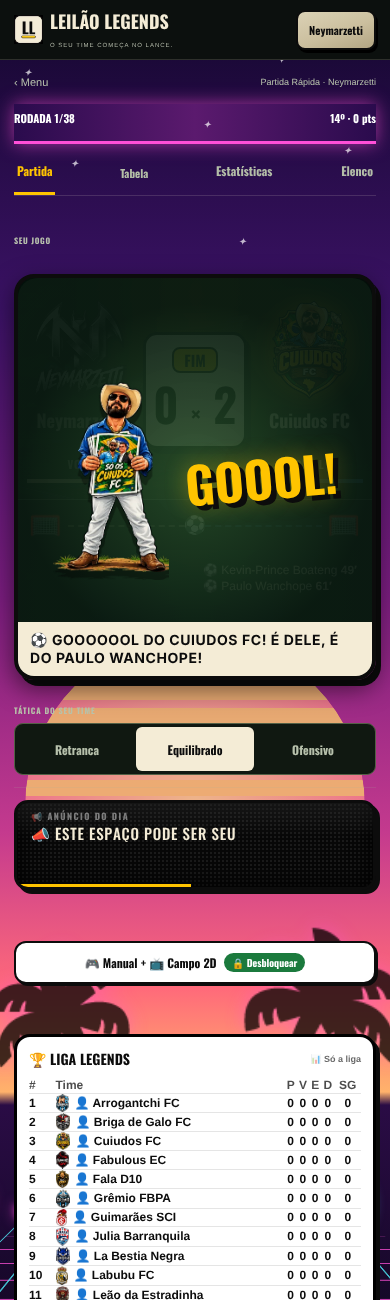 LL
LEILÃO LEGENDS
O SEU TIME COMEÇA NO LANCE.
Neymarzetti
‹ Menu
Partida Rápida · Neymarzetti
RODADA 1/38
14º · 0 pts
Partida
Tabela
Estatísticas
Elenco
SEU JOGO
FIM
0 × 2
Cuiudos FC
SÓ OS
CUIUDOS
FC
GOOOL!
⚽ Kevin-Prince Boateng 49'
⚽ Paulo Wanchope 61'
⚽ GOOOOOOL DO CUIUDOS FC! É DELE, É
DO PAULO WANCHOPE!
TÁTICA DO SEU TIME
Retranca
Equilibrado
Ofensivo
📢 ANÚNCIO DO DIA
📣 ESTE ESPAÇO PODE SER SEU
🎮 Manual + 📺 Campo 2D 🔒 Desbloquear
🏆 LIGA LEGENDS
📊 Só a liga
# Time P V E D SG
1 👤 Arrogantchi FC 0 0 0 0 0
2 👤 Briga de Galo FC 0 0 0 0 0
3 👤 Cuiudos FC 0 0 0 0 0
4 👤 Fabulous EC 0 0 0 0 0
5 👤 Fala D10 0 0 0 0 0
6 👤 Grêmio FBPA 0 0 0 0 0
7 👤 Guimarães SCI 0 0 0 0 0
8 👤 Julia Barranquila 0 0 0 0 0
9 👤 La Bestia Negra 0 0 0 0 0
10 👤 Labubu FC 0 0 0 0 0
11 👤 Leão da Estradinha 0 0 0 0 0